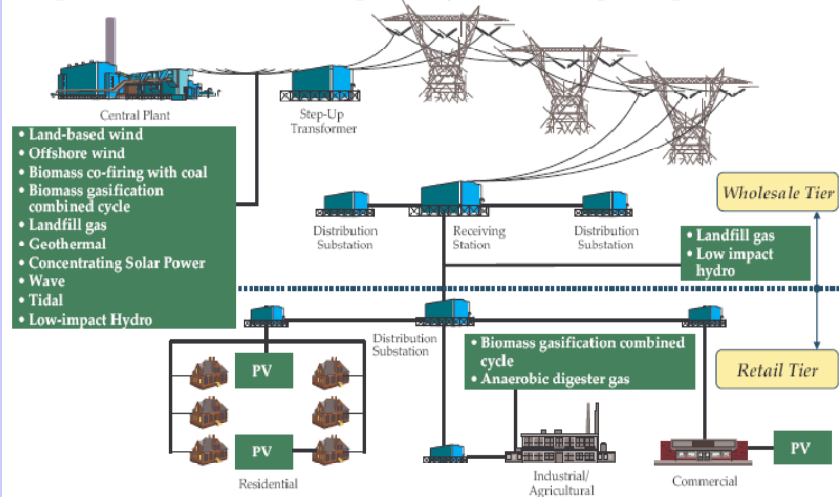 Central Plant
Step-Up
Transformer
• Land-based wind
• Offshore wind
• Biomass co-firing with coal
• Biomass gasification
combined cycle
• Landfill gas
• Geothermal
• Concentrating Solar Power
• Wave
• Tidal
• Low-impact Hydro
Distribution
Substation
Receiving
Station
Distribution
Substation
Wholesale Tier
• Landfill gas
• Low impact
hydro
Distribution
Substation
• Biomass gasification combined
cycle
• Anaerobic digester gas
Retail Tier
PV
PV
Residential
Industrial/
Agricultural
Commercial
PV